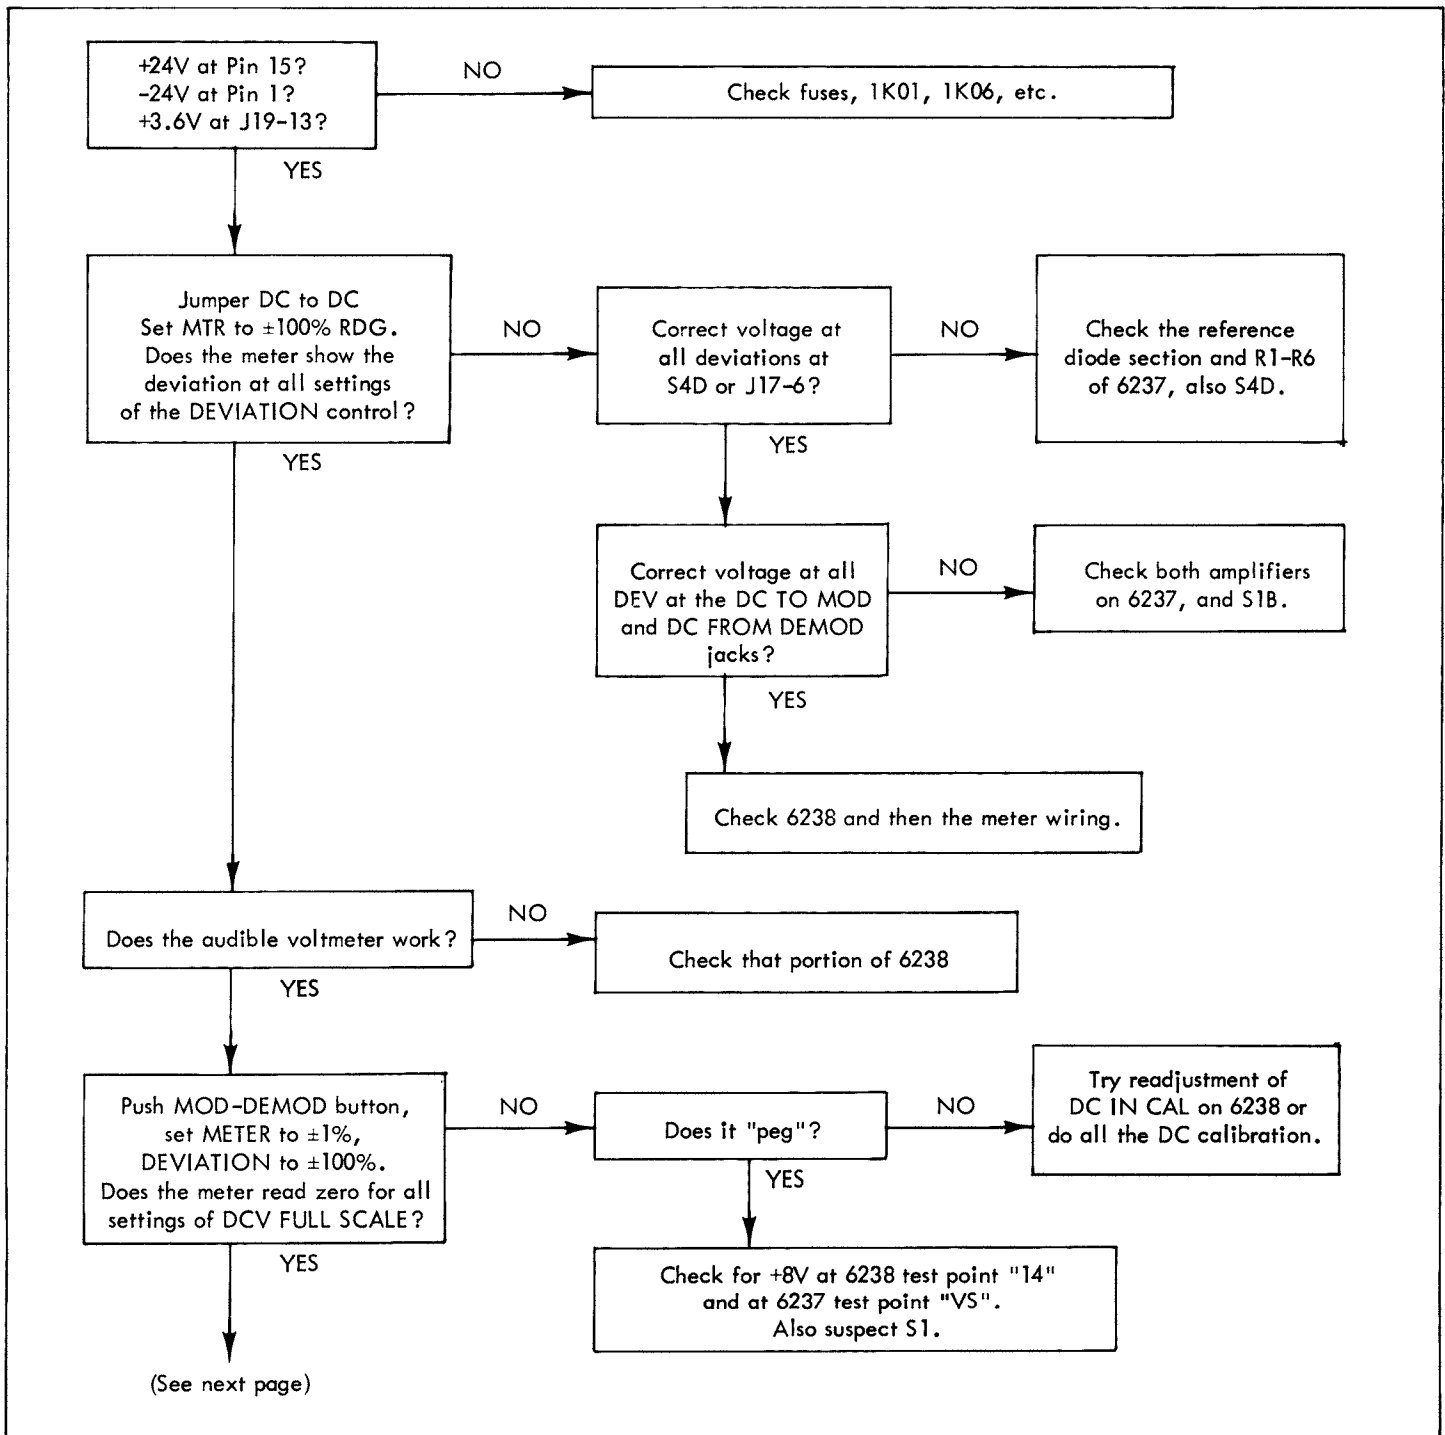 +24V at Pin 15?
-24V at Pin 1?
+3.6V at J19-13?
NO
Check fuses, 1K01, 1K06, etc.
YES
Jumper DC to DC
Set MTR to ±100% RDG.
Does the meter show the
deviation at all settings
of the DEVIATION control?
NO
Correct voltage at
all deviations at
S4D or J17-6?
NO
Check the reference
diode section and R1-R6
of 6237, also S4D.
YES
YES
Correct voltage at all
DEV at the DC TO MOD
and DC FROM DEMOD
jacks?
NO
Check both amplifiers
on 6237, and S1B.
YES
Check 6238 and then the meter wiring.
Does the audible voltmeter work?
NO
Check that portion of 6238
YES
Push MOD-DEMOD button,
set METER to ±1%,
DEVIATION to ±100%.
Does the meter read zero for all
settings of DCV FULL SCALE?
NO
Does it "peg"?
NO
Try readjustment of
DC IN CAL on 6238 or
do all the DC calibration.
YES
YES
Check for +8V at 6238 test point "14"
and at 6237 test point "VS".
Also suspect S1.
(See next page)